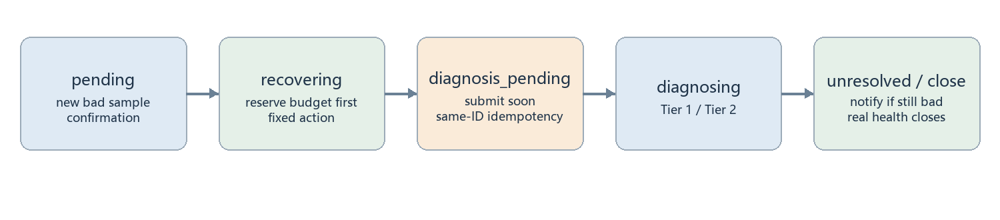 pending
new bad sample
confirmation
recovering
reserve budget first
fixed action
diagnosis_pending
submit soon
same-ID idempotency
diagnosing
Tier 1 / Tier 2
unresolved / close
notify if still bad
real health closes